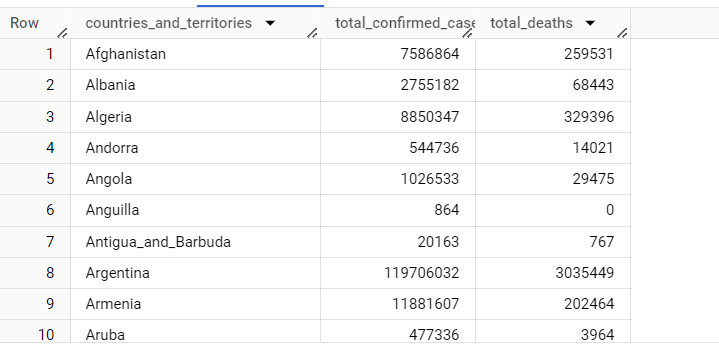 Row countries_and_territories total_confirmed_case total_deaths
1 Afghanistan 7586864 259531
2 Albania 2755182 68443
3 Algeria 8850347 329396
4 Andorra 544736 14021
5 Angola 1026533 29475
6 Anguilla 864 0
7 Antigua_and_Barbuda 20163 767
8 Argentina 119706032 3035449
9 Armenia 11881607 202464
10 Aruba 477336 3964